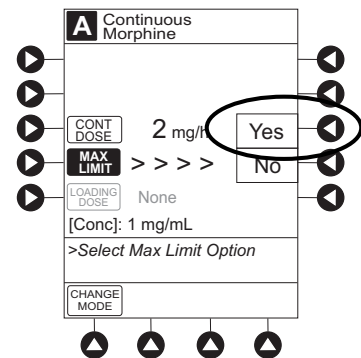 A Continuous
Morphine
CONT
DOSE 2 mg/h Yes
MAX
LIMIT > > > > No
LOADING
DOSE None
[Conc]: 1 mg/mL
>Select Max Limit Option
CHANGE
MODE